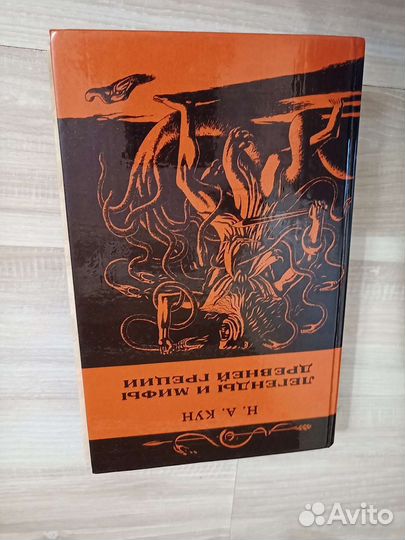 Н. А. КУН
ЛЕГЕНДЫ И МИФЫ
ДРЕВНЕЙ ГРЕЦИИ
Avito